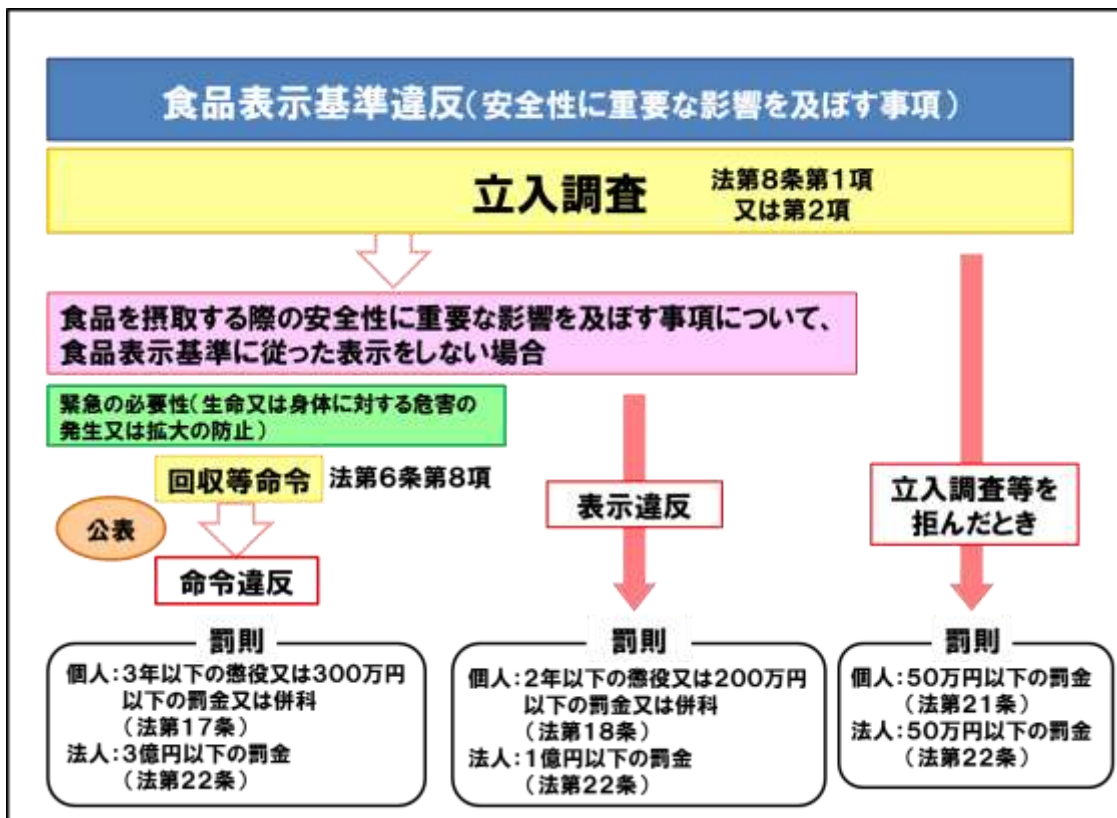 食品表示基準違反(安全性に重要な影響を及ぼす事項)
立入調査
法第8条第1項
又は第2項
食品を摂取する際の安全性に重要な影響を及ぼす事項について、
食品表示基準に従った表示をしない場合
緊急の必要性(生命又は身体に対する危害の
発生又は拡大の防止)
回収等命令
法第6条第8項
公表
命令違反
表示違反
立入調査等を
拒んだとき
罰則
個人:3年以下の懲役又は300万円
以下の罰金又は併科
(法第17条)
法人:3億円以下の罰金
(法第22条)
罰則
個人:2年以下の懲役又は200万円
以下の罰金又は併科
(法第18条)
法人:1億円以下の罰金
(法第22条)
罰則
個人:50万円以下の罰金
(法第21条)
法人:50万円以下の罰金
(法第22条)